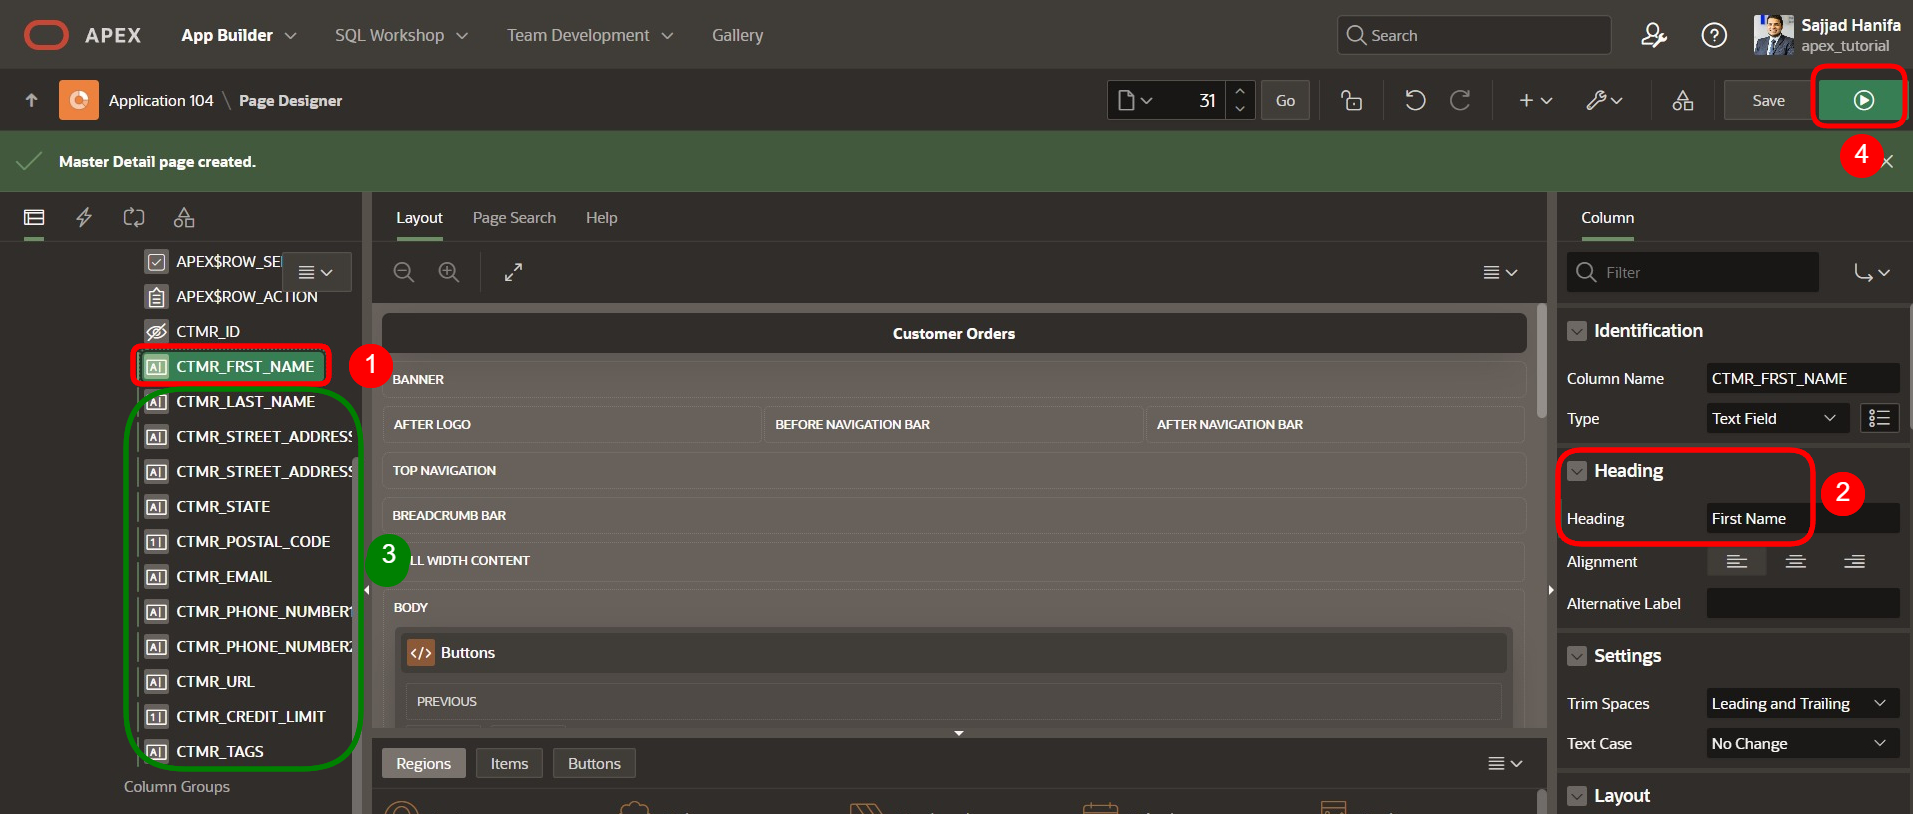 APEX App Builder SQL Workshop Team Development Gallery Search Sajjad Hanifa
apex_tutorial
Application 104 \ Page Designer 31 Go Save
4
Master Detail page created.
Layout Page Search Help
Column
APEX$ROW_SE
APEX$ROW_ACTION
CTMR_ID
CTMR_FRST_NAME
1
CTMR_LAST_NAME
CTMR_STREET_ADDRESS
CTMR_STREET_ADDRESS
CTMR_STATE
CTMR_POSTAL_CODE
3
CTMR_EMAIL
CTMR_PHONE_NUMBER1
CTMR_PHONE_NUMBER2
CTMR_URL
CTMR_CREDIT_LIMIT
CTMR_TAGS
Column Groups
Customer Orders
BANNER
AFTER LOGO BEFORE NAVIGATION BAR AFTER NAVIGATION BAR
TOP NAVIGATION
BREADCRUMB BAR
LL WIDTH CONTENT
BODY
Buttons
PREVIOUS
Regions Items Buttons
Filter
Identification
Column Name CTMR_FRST_NAME
Type Text Field
Heading
2
Heading First Name
Alignment
Alternative Label
Settings
Trim Spaces Leading and Trailing
Text Case No Change
Layout